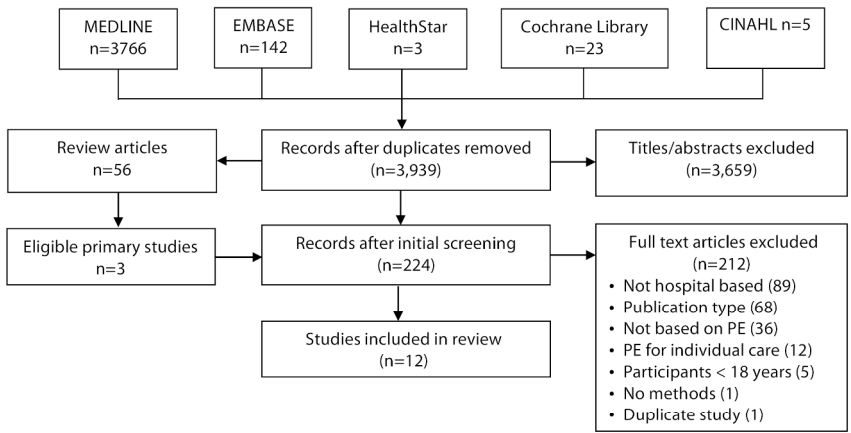 MEDLINE
n=3766
EMBASE
n=142
HealthStar
n=3
Cochrane Library
n=23
CINAHL n=5
Review articles
n=56
Records after duplicates removed
(n=3,939)
Titles/abstracts excluded
(n=3,659)
Eligible primary studies
n=3
Records after initial screening
(n=224)
Full text articles excluded
(n=212)
• Not hospital based (89)
• Publication type (68)
• Not based on PE (36)
• PE for individual care (12)
• Participants < 18 years (5)
• No methods (1)
• Duplicate study (1)
Studies included in review
(n=12)